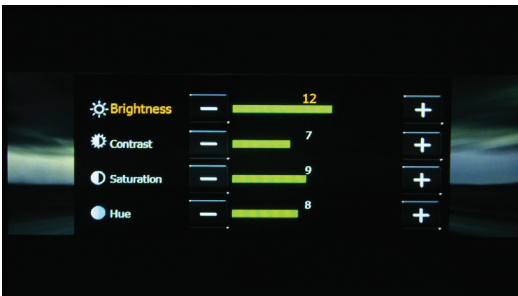 Brightness − 12 +
Contrast − 7 +
Saturation − 9 +
Hue − 8 +